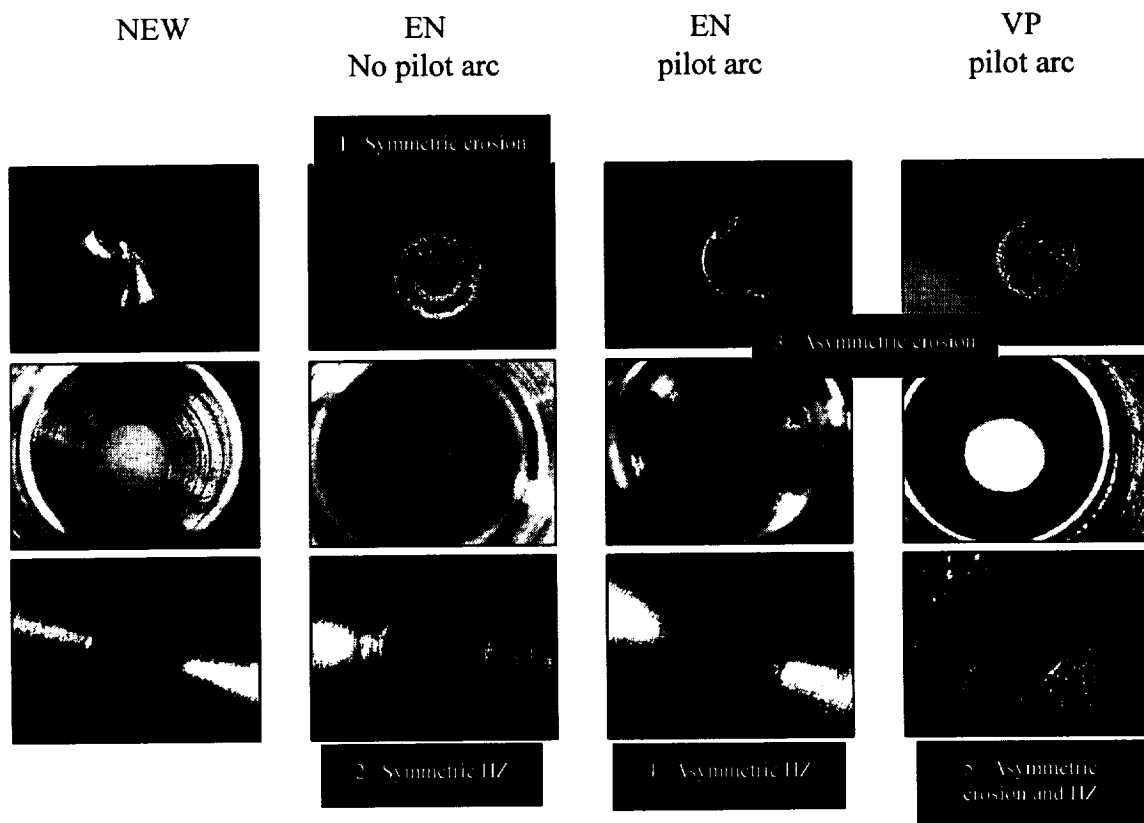 NEW
EN
No pilot arc
EN
pilot arc
VP
pilot arc
1. Symmetric erosion
3. Asymmetric erosion
2. Symmetric HZ
4. Asymmetric HZ
5. Asymmetric
erosion and HZ